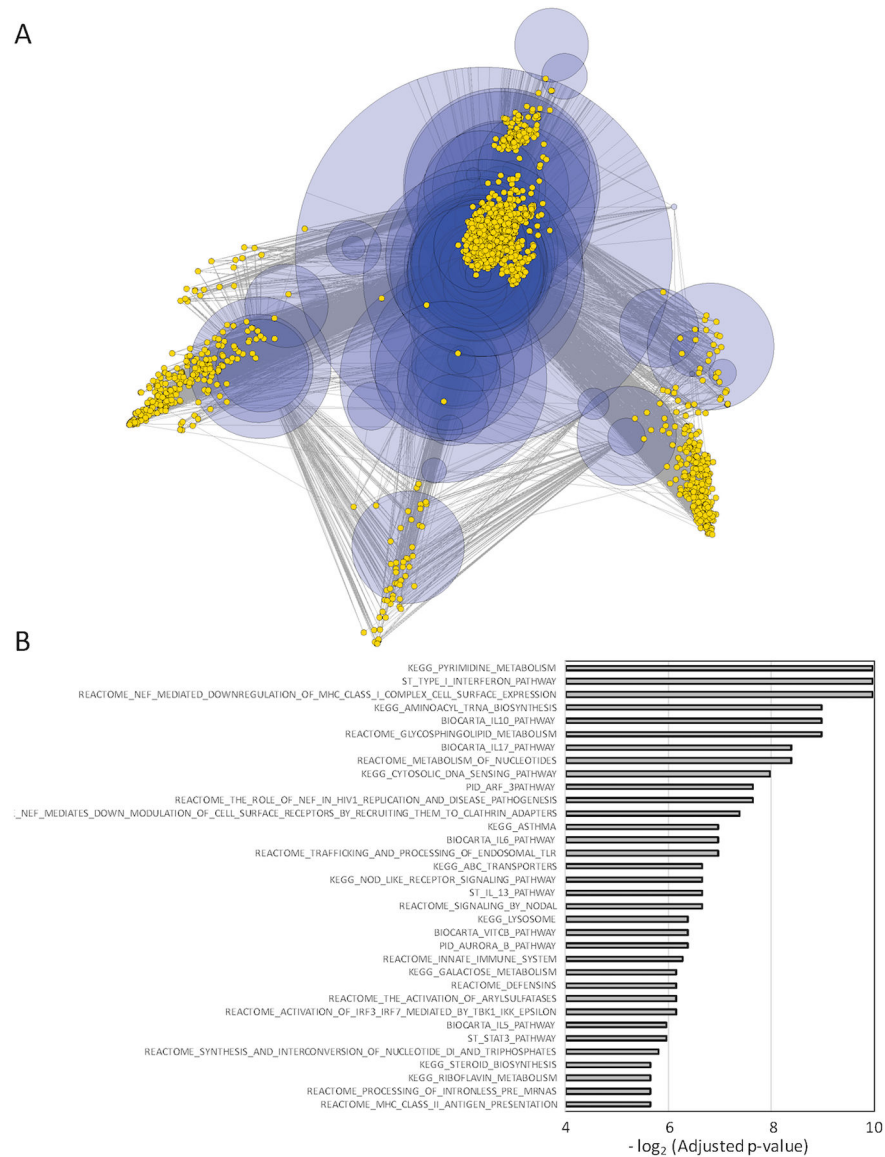 A
B
KEGG_PYRIMIDINE_METABOLISM
ST_TYPE_I_INTERFERON_PATHWAY
REACTOME_NEF_MEDIATED_DOWNREGULATION_OF_MHC_CLASS_I_COMPLEX_CELL_SURFACE_EXPRESSION
KEGG_AMINOACYL_TRNA_BIOSYNTHESIS
BIOCARTA_IL10_PATHWAY
REACTOME_GLYCOSPHINGOLIPID_METABOLISM
BIOCARTA_IL17_PATHWAY
REACTOME_METABOLISM_OF_NUCLEOTIDES
KEGG_CYTOSOLIC_DNA_SENSING_PATHWAY
PID_ARF_3PATHWAY
REACTOME_THE_ROLE_OF_NEF_IN_HIV1_REPLICATION_AND_DISEASE_PATHOGENESIS
:_NEF_MEDIATES_DOWN_MODULATION_OF_CELL_SURFACE_RECEPTORS_BY_RECRUITING_THEM_TO_CLATHRIN_ADAPTERS
KEGG_ASTHMA
BIOCARTA_IL6_PATHWAY
REACTOME_TRAFFICKING_AND_PROCESSING_OF_ENDOSOMAL_TLR
KEGG_ABC_TRANSPORTERS
KEGG_NOD_LIKE_RECEPTOR_SIGNALING_PATHWAY
ST_IL_13_PATHWAY
REACTOME_SIGNALING_BY_NODAL
KEGG_LYSOSOME
BIOCARTA_VITCB_PATHWAY
PID_AURORA_B_PATHWAY
REACTOME_INNATE_IMMUNE_SYSTEM
KEGG_GALACTOSE_METABOLISM
REACTOME_DEFENSINS
REACTOME_THE_ACTIVATION_OF_ARYLSULFATASES
REACTOME_ACTIVATION_OF_IRF3_IRF7_MEDIATED_BY_TBK1_IKK_EPSILON
BIOCARTA_IL5_PATHWAY
ST_STAT3_PATHWAY
REACTOME_SYNTHESIS_AND_INTERCONVERSION_OF_NUCLEOTIDE_DI_AND_TRIPHOSPHATES
KEGG_STEROID_BIOSYNTHESIS
KEGG_RIBOFLAVIN_METABOLISM
REACTOME_PROCESSING_OF_INTRONLESS_PRE_MRNAS
REACTOME_MHC_CLASS_II_ANTIGEN_PRESENTATION
4 6 8 10
- log₂ (Adjusted p-value)